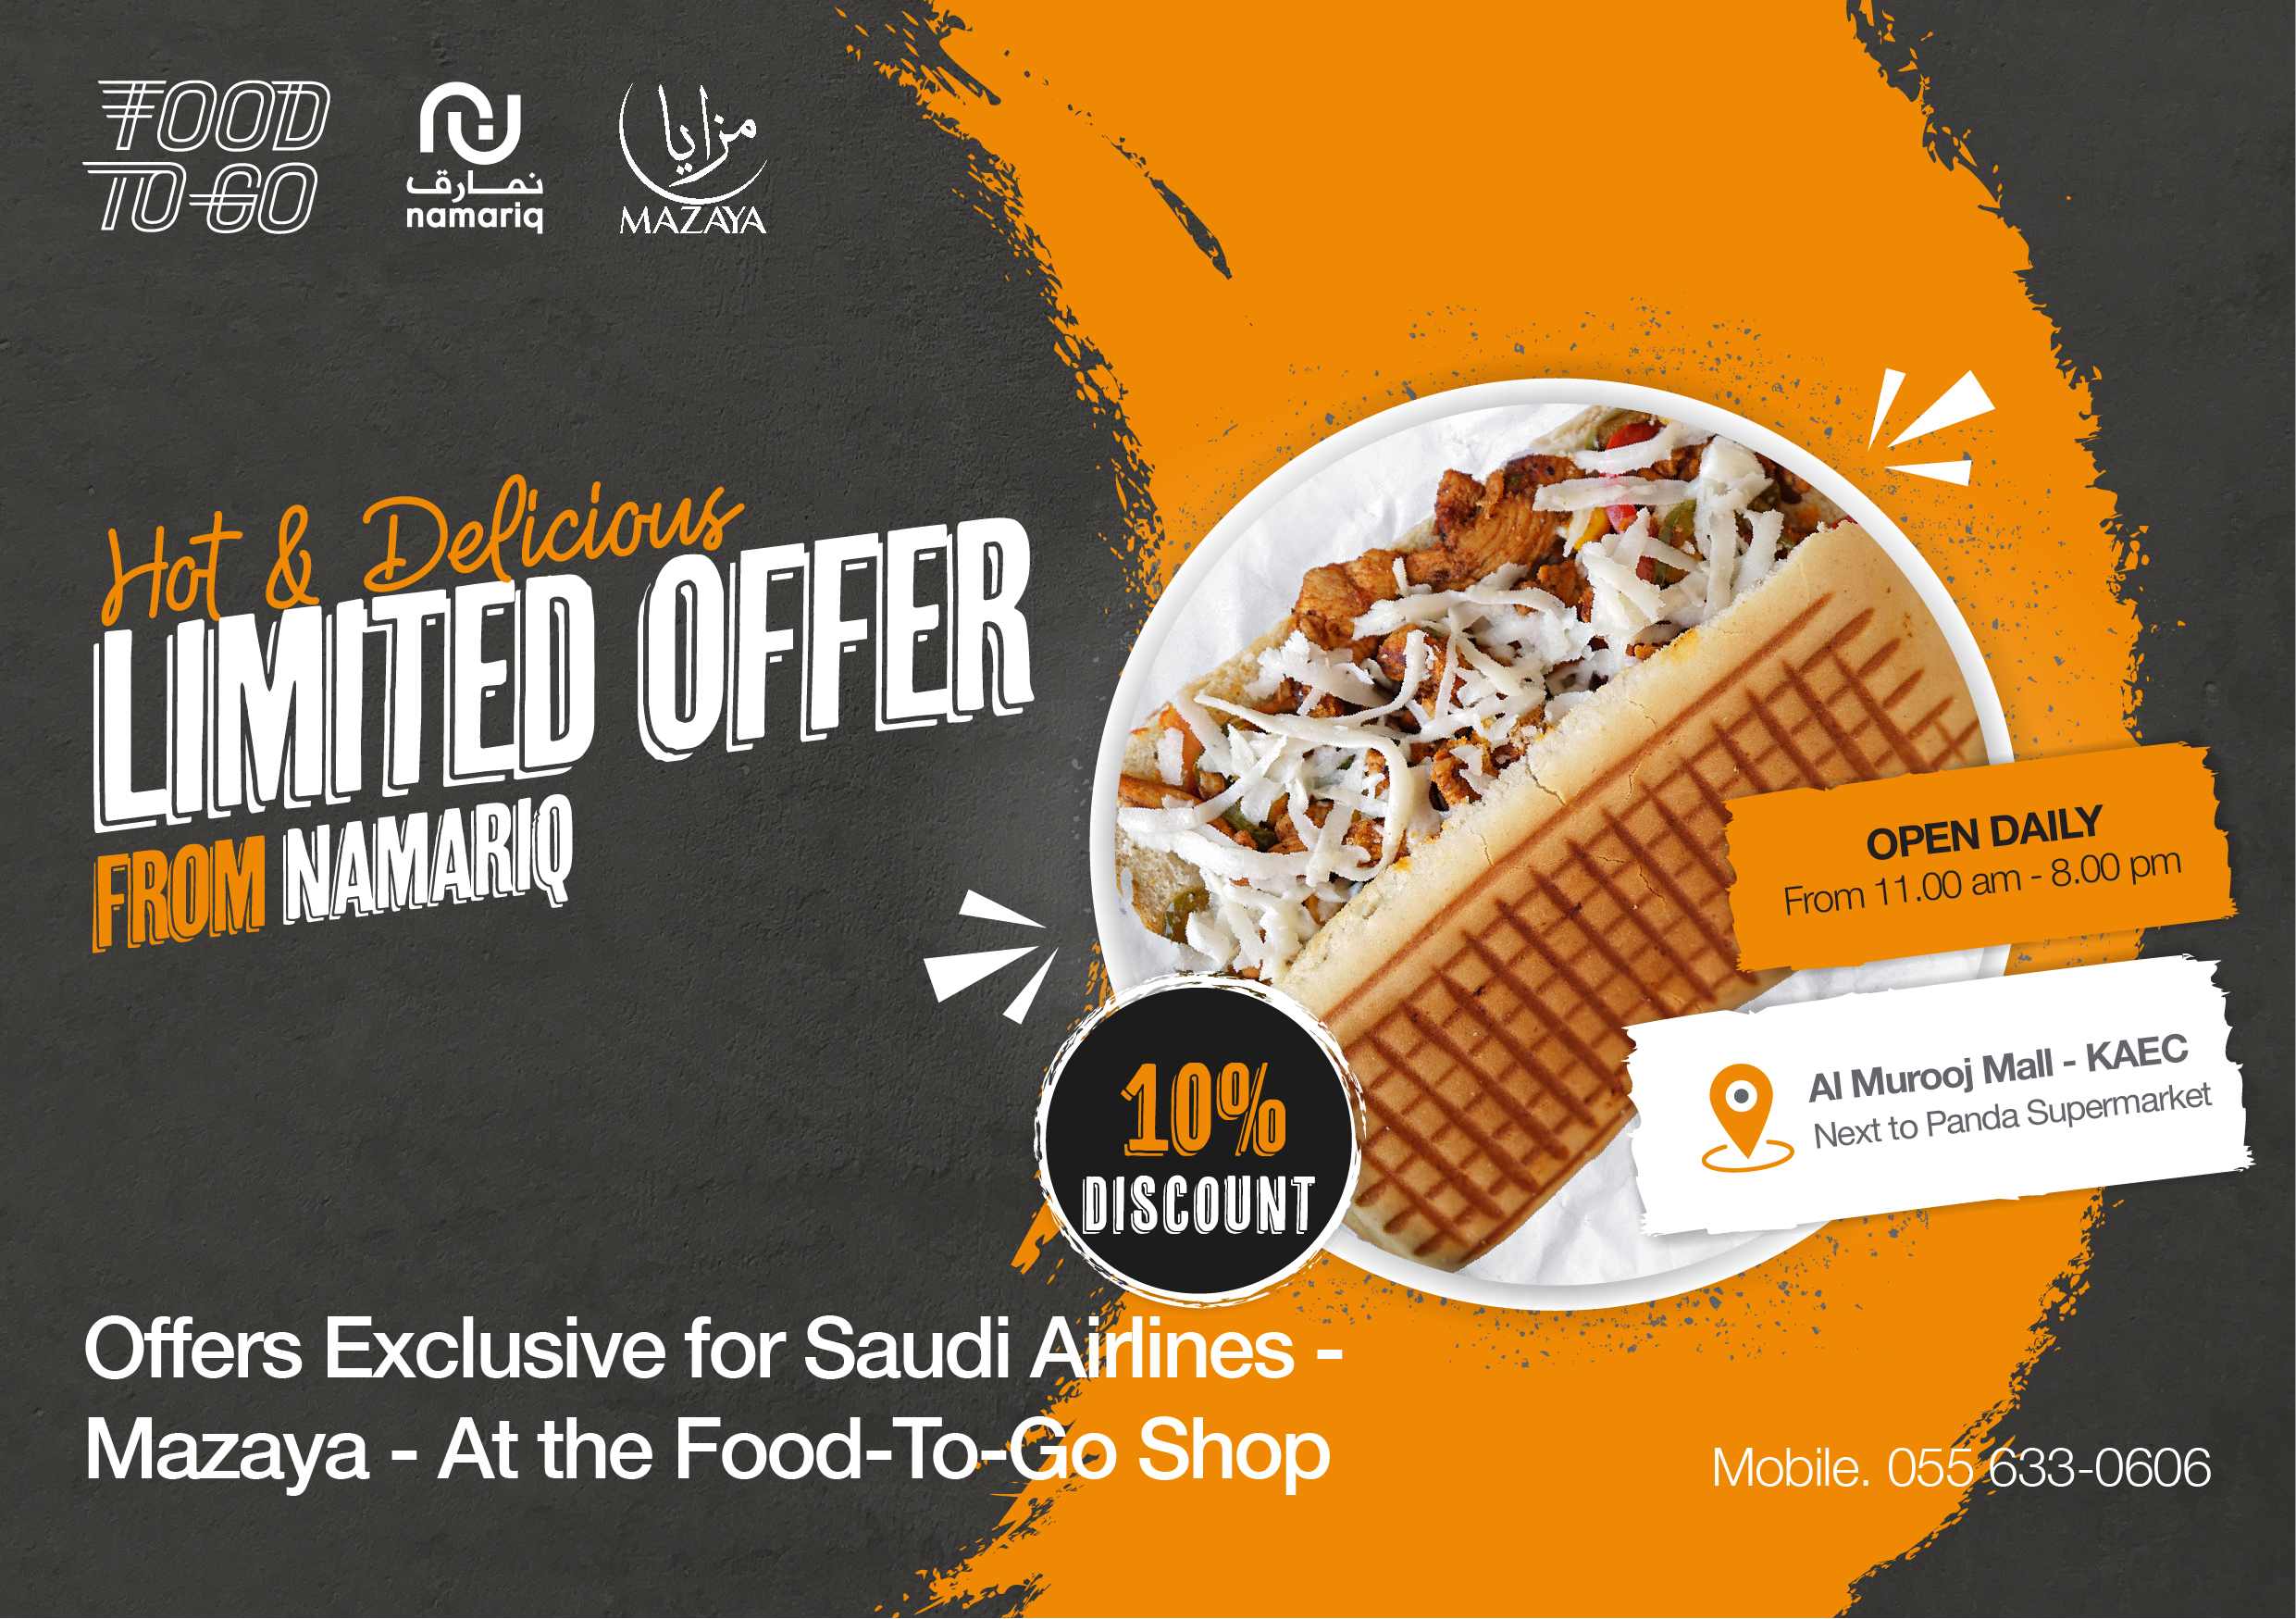 FOOD
TO-GO
نمارق
namariq
مزايا
MAZAYA
Hot & Delicious
LIMITED OFFER
FROM NAMARIQ
OPEN DAILY
From 11.00 am - 8.00 pm
Al Murooj Mall - KAEC
Next to Panda Supermarket
10%
DISCOUNT
Offers Exclusive for Saudi Airlines -
Mazaya - At the Food-To-Go Shop
Mobile. 055 633-0606